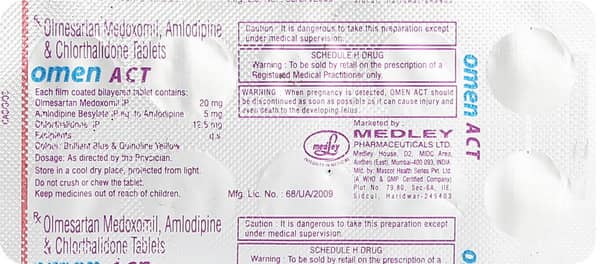 Rx Olmesartan Medoxomil, Amlodipine
& Chlorthalidone Tablets
omen ACT
Each film coated bilayered tablet contains:
Olmesartan Medoxomil IP 20 mg
Amlodipine Besylate IP eq. to Amlodipine 5 mg
Chlorthalidone IP 12.5 mg
Excipients q.s.
Colour: Brilliant Blue & Quinoline Yellow
Dosage: As directed by the Physician.
Store in a cool dry place, protected from light.
Do not crush or chew the tablet.
Keep medicines out of reach of children.
Caution : It is dangerous to take this preparation except
under medical supervision.
SCHEDULE H DRUG
Warning : To be sold by retail on the prescription of a
Registered Medical Practitioner only.
WARNING: When pregnancy is detected, OMEN ACT should
be discontinued as soon as possible as it can cause injury and
even death to the developing fetus.
Marketed by :
medley
MEDLEY
PHARMACEUTICALS LTD.
Medley House, D2, MIDC Area,
Andheri (East), Mumbai-400 093, INDIA
Mfd. by: Mascot Health Series Pvt. Ltd.
(A WHO & GMP Certified Company)
Plot No. 79,80, Sec-6A, IIE,
Sidcul, Haridwar-249403
Mfg. Lic. No. : 68/UA/2009
omen ACT
Rx Olmesartan Medoxomil, Amlodipine
& Chlorthalidone Tablets
Caution : It is dangerous to take this preparation except
under medical supervision.
SCHEDULE H DRUG
Warning : To be sold by retail on the prescription of a
ACT